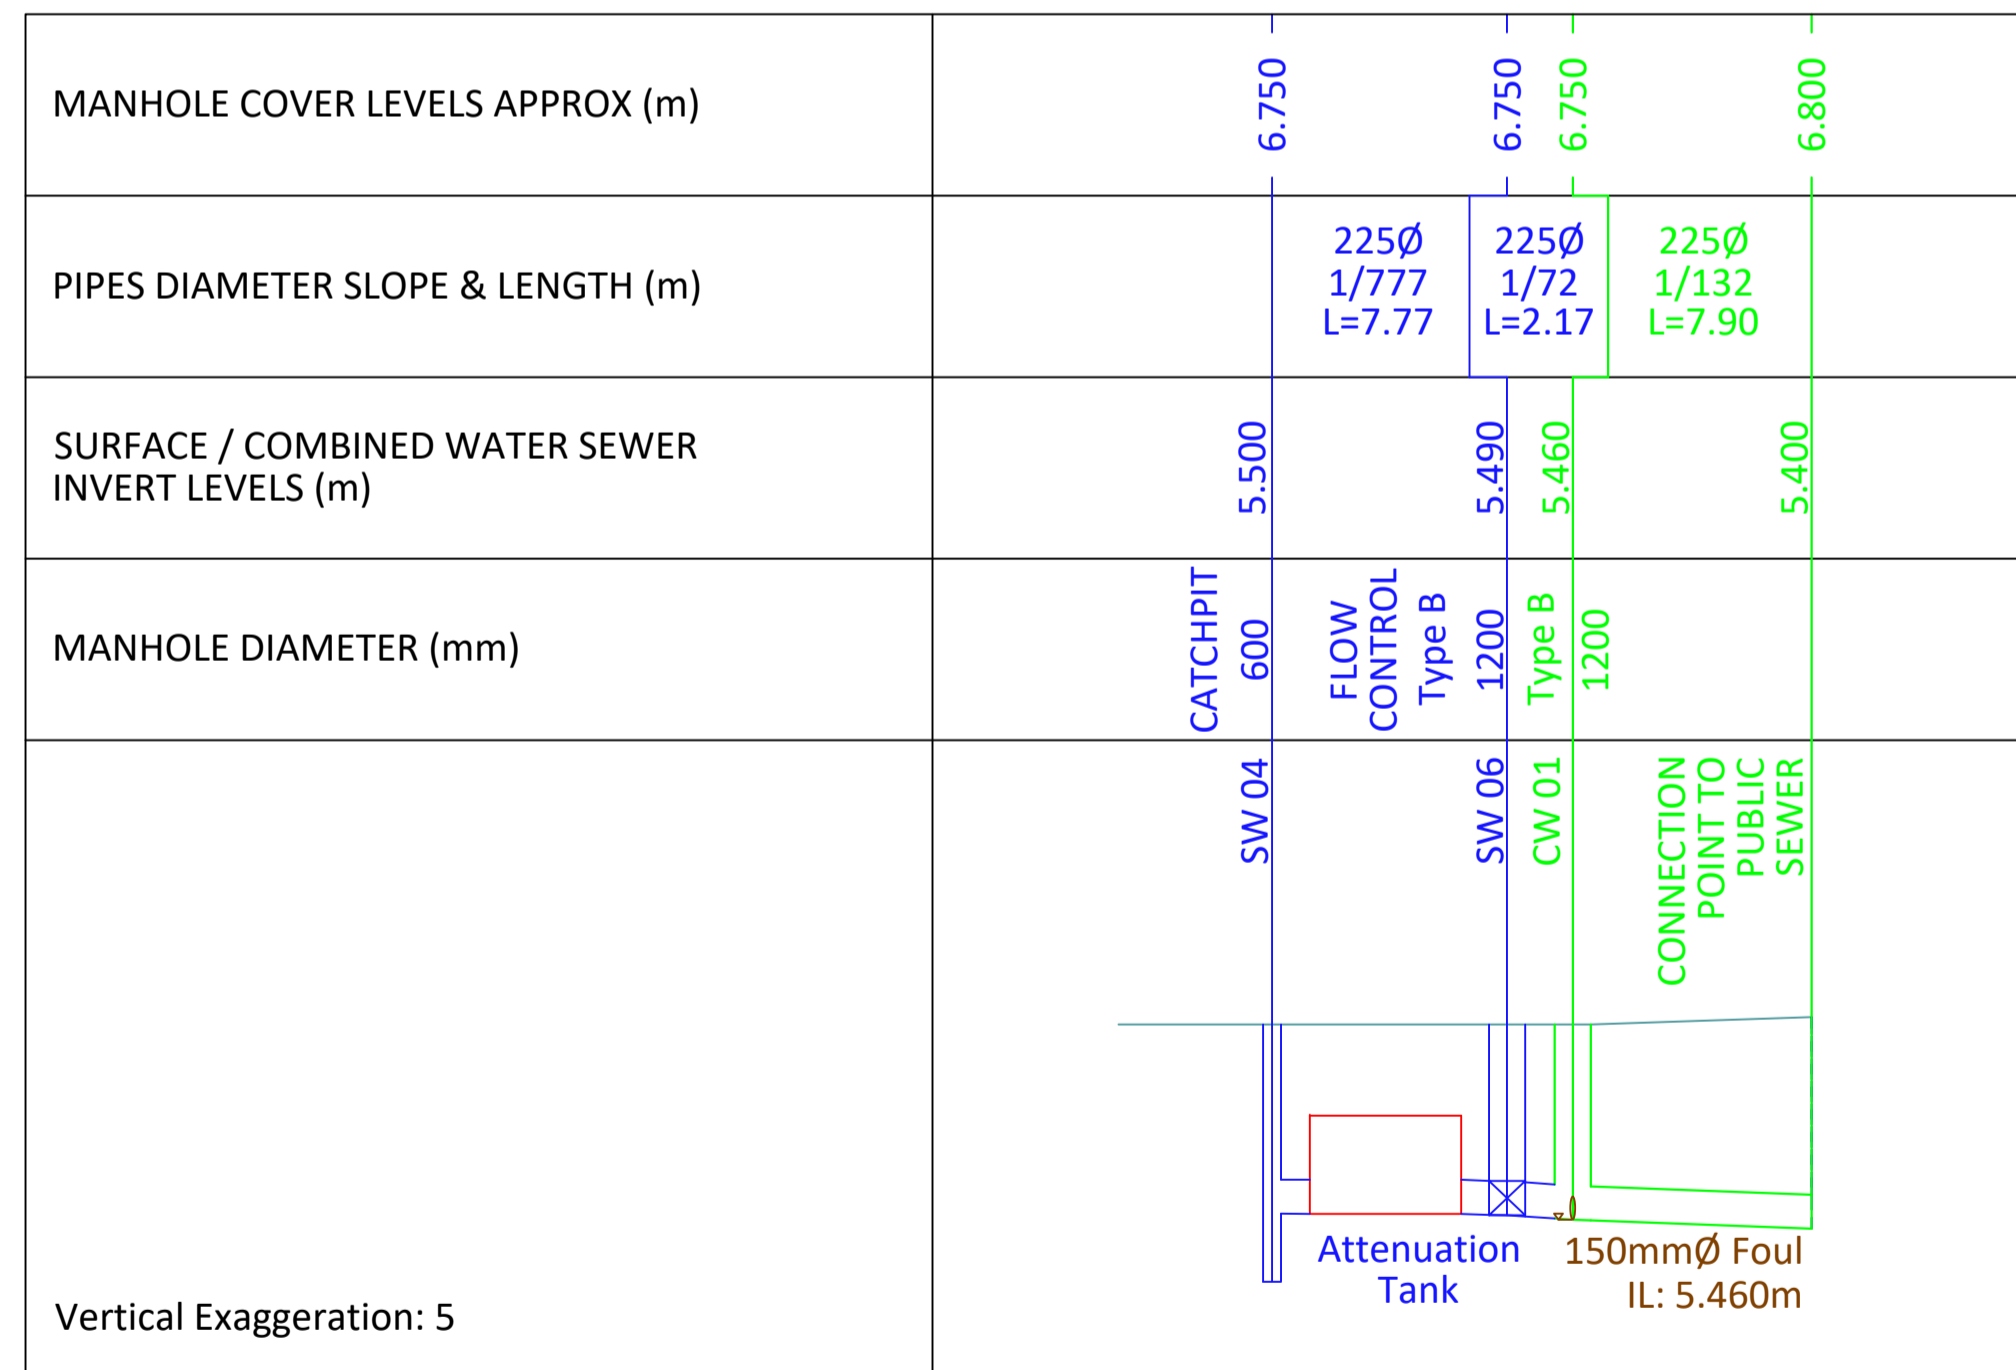 MANHOLE COVER LEVELS APPROX (m)
6.750
6.750
6.750
6.800
PIPES DIAMETER SLOPE & LENGTH (m)
225Ø
1/777
L=7.77
225Ø
1/72
L=2.17
225Ø
1/132
L=7.90
SURFACE / COMBINED WATER SEWER
INVERT LEVELS (m)
5.500
5.490
5.460
5.400
MANHOLE DIAMETER (mm)
CATCHPIT
600
FLOW
CONTROL
Type B
1200
Type B
1200
SW 04
SW 06
CW 01
CONNECTION
POINT TO
PUBLIC
SEWER
Attenuation
Tank
150mmØ Foul
IL: 5.460m
Vertical Exaggeration: 5